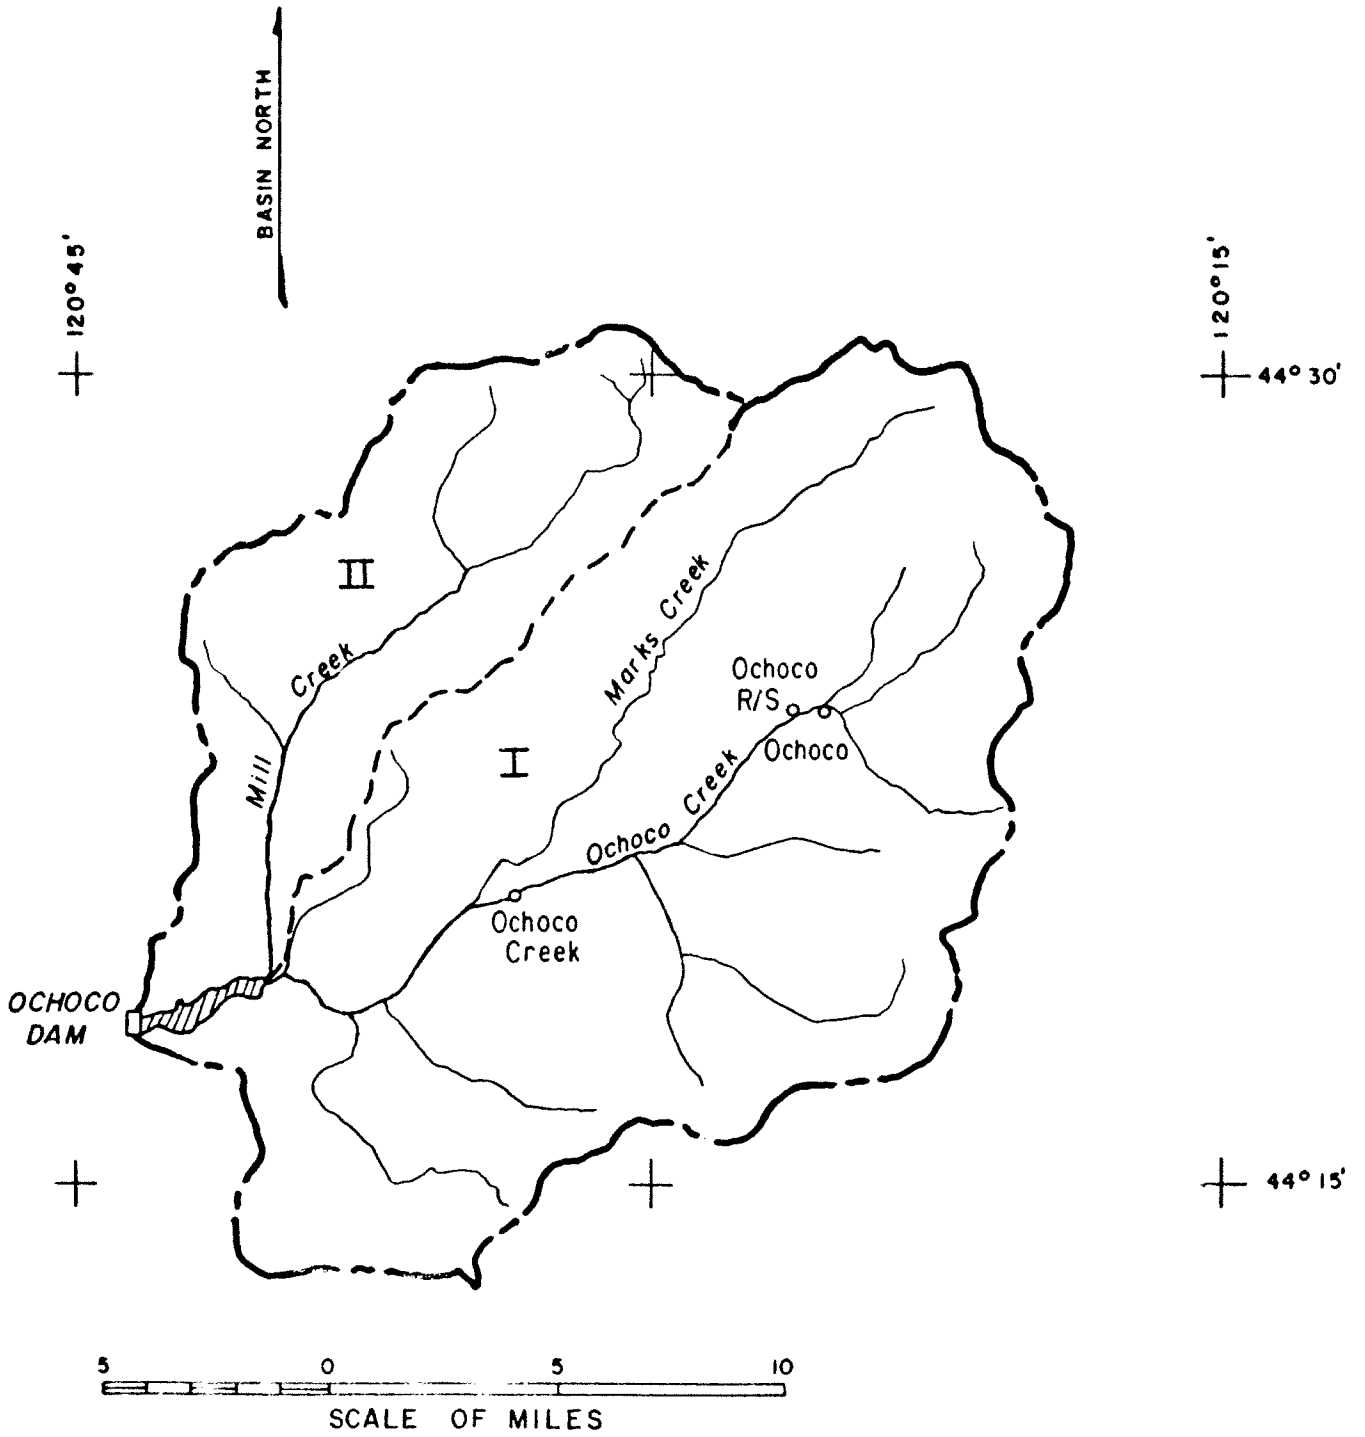 BASIN NORTH
120° 45'
120° 15'
44° 30'
II
Marks Creek
Mill Creek
Ochoco
R/S
Ochoco
I
Ochoco Creek
Ochoco
Creek
OCHOCO
DAM
44° 15'
5 0 5 10
SCALE OF MILES